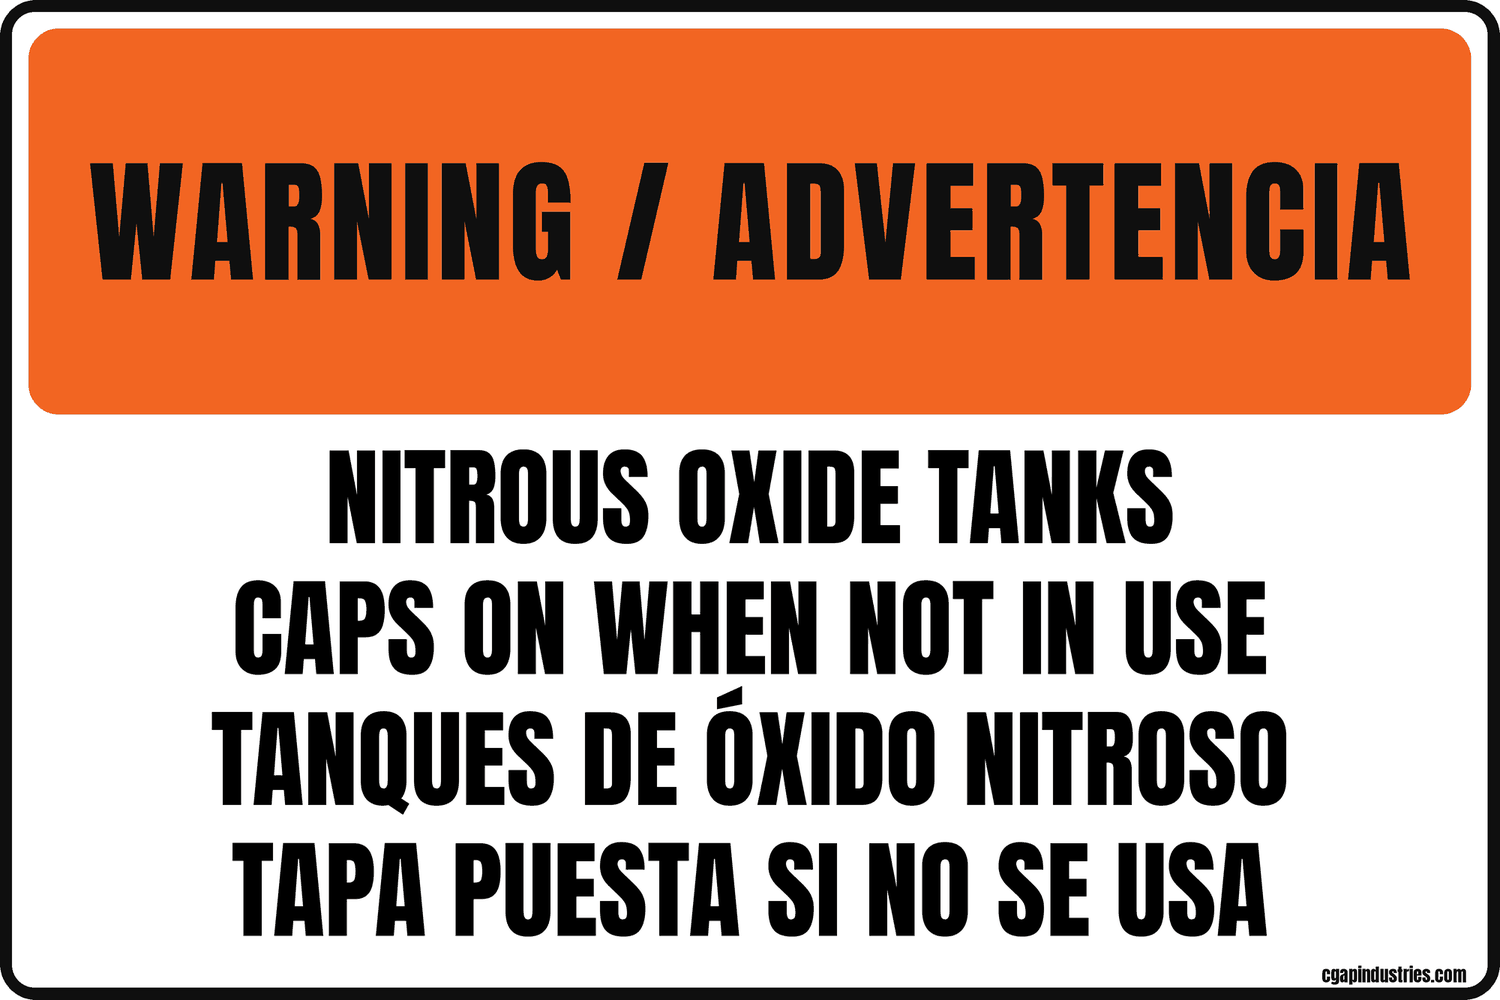 WARNING / ADVERTENCIA
NITROUS OXIDE TANKS
CAPS ON WHEN NOT IN USE
TANQUES DE ÓXIDO NITROSO
TAPA PUESTA SI NO SE USA
cgapindustries.com